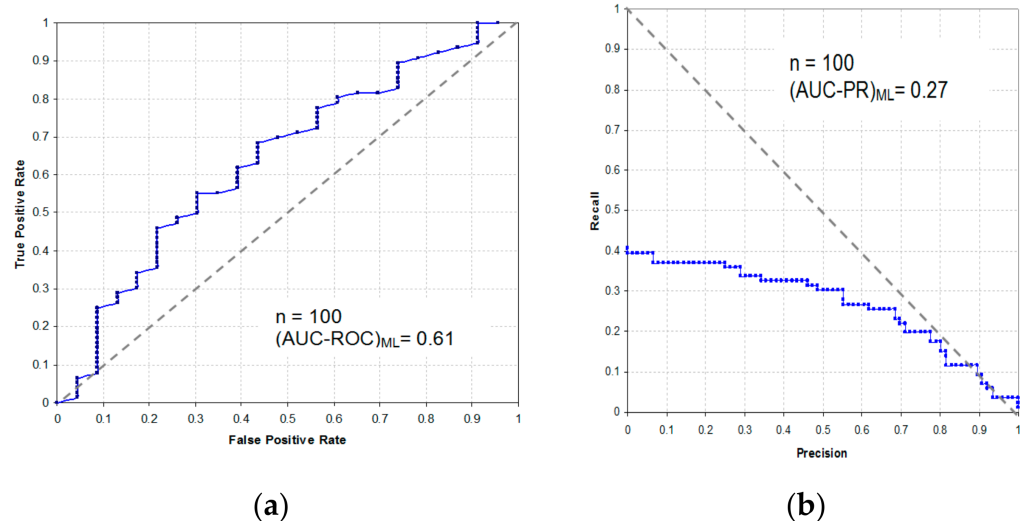 1
0.9
0.8
0.7
0.6
0.5
0.4
0.3
0.2
0.1
0
True Positive Rate
n = 100
(AUC-ROC)ML= 0.61
0 0.1 0.2 0.3 0.4 0.5 0.6 0.7 0.8 0.9 1
False Positive Rate
(a)
1
0.9
0.8
0.7
0.6
0.5
0.4
0.3
0.2
0.1
0
Recall
n = 100
(AUC-PR)ML= 0.27
0 0.1 0.2 0.3 0.4 0.5 0.6 0.7 0.8 0.9 1
Precision
(b)